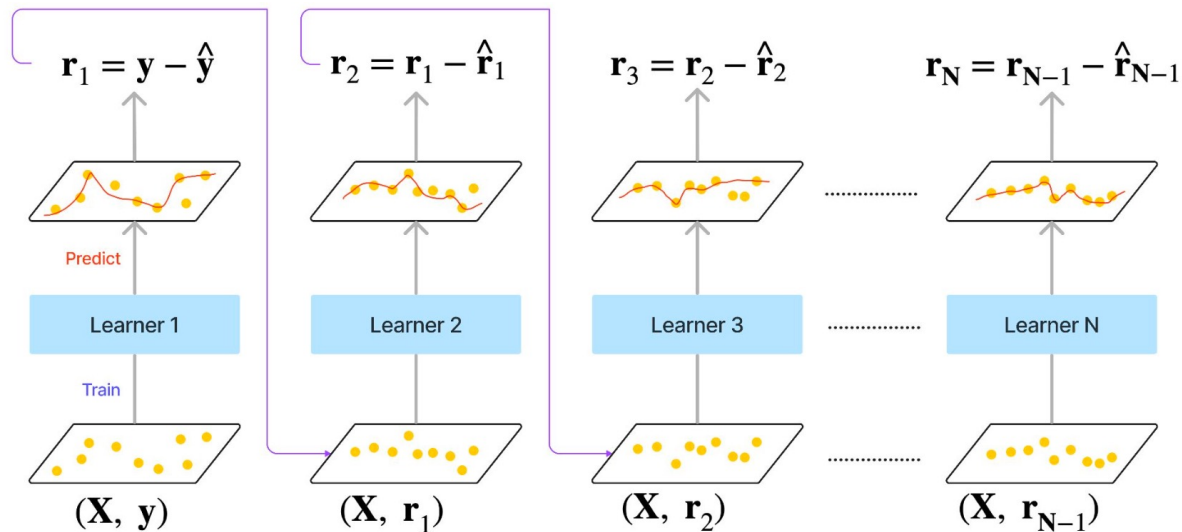 r₁ = y − ŷ
r₂ = r₁ − r̂₁
r₃ = r₂ − r̂₂
r_N = r_{N−1} − r̂_{N−1}
Predict
Learner 1
Learner 2
Learner 3
Learner N
Train
(X, y)
(X, r₁)
(X, r₂)
(X, r_{N−1})